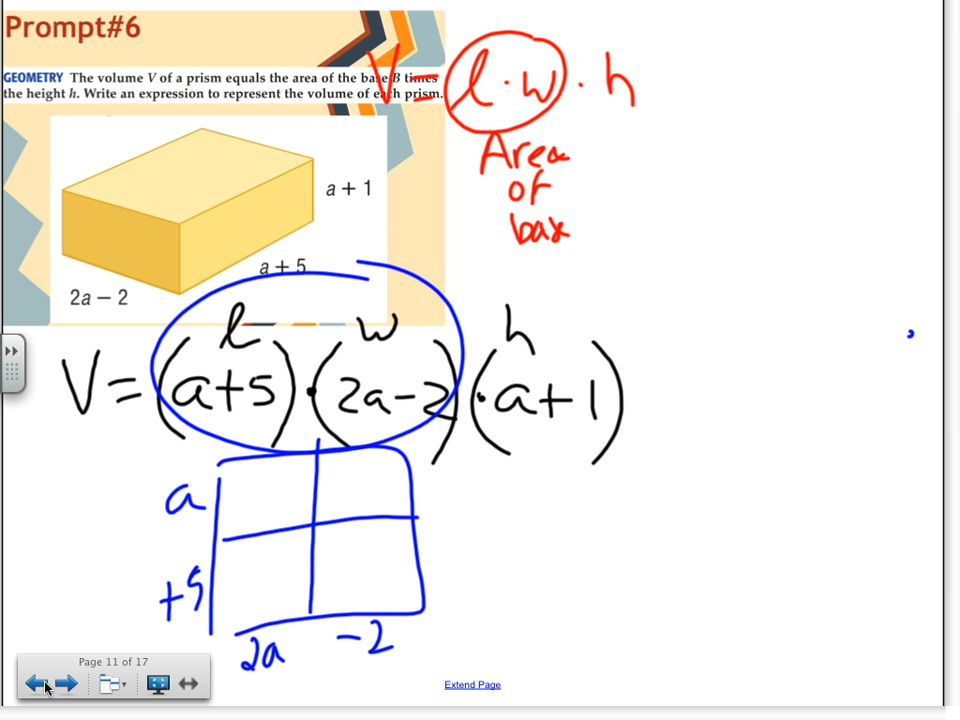 Prompt#6
GEOMETRY The volume V of a prism equals the area of the base B times
the height h. Write an expression to represent the volume of each prism.
V = l · w · h
Area
of
bax
a + 1
a + 5
2a − 2
l w h
V = (a+5) · (2a-2) (· a+1)
a
+5
2a -2
Page 11 of 17
Extend Page